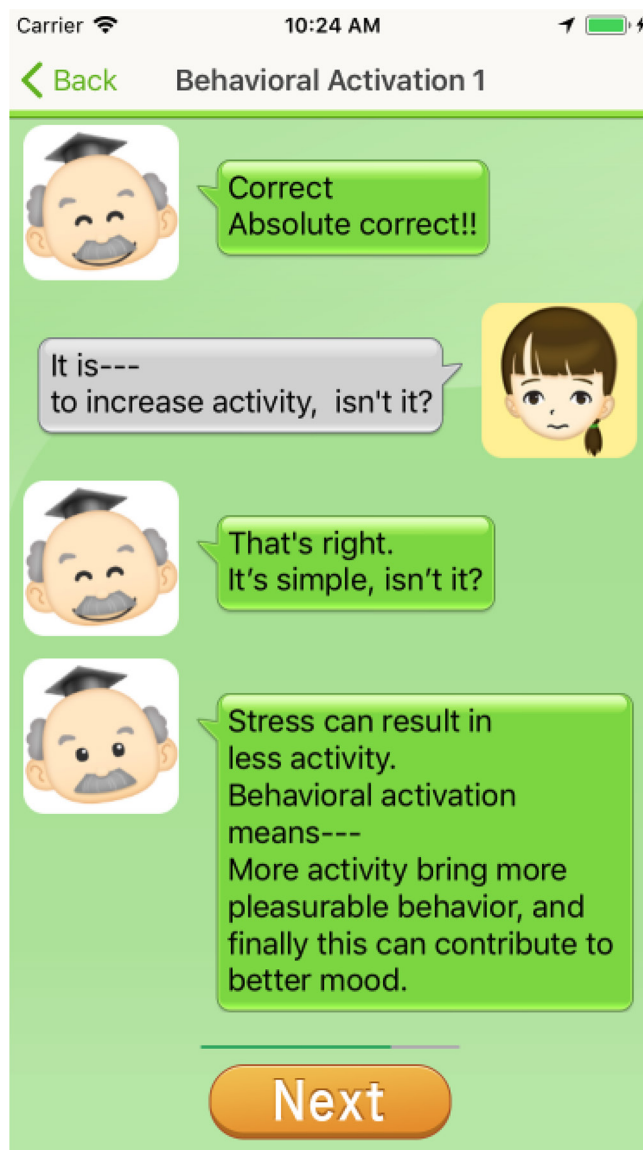 Carrier 10:24 AM
Back Behavioral Activation 1
Correct
Absolute correct!!
It is---
to increase activity, isn't it?
That's right.
It’s simple, isn’t it?
Stress can result in
less activity.
Behavioral activation
means---
More activity bring more
pleasurable behavior, and
finally this can contribute to
better mood.
Next